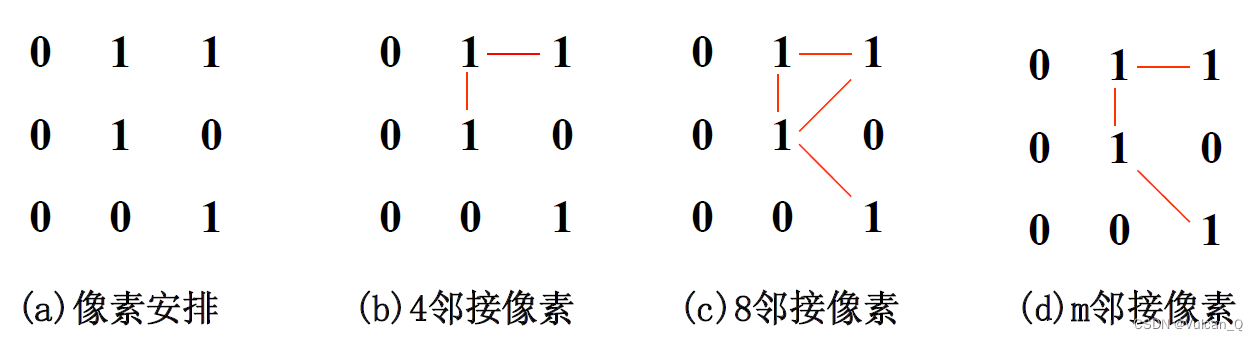 0 1 1 0 1 1 0 1 1 0 1 1
0 1 0 0 1 0 0 1 0 0 1 0
0 0 1 0 0 1 0 0 1 0 0 1
(a)像素安排 (b)4邻接像素 (c)8邻接像素 (d)m邻接像素
CSDN @Vulcan_Q